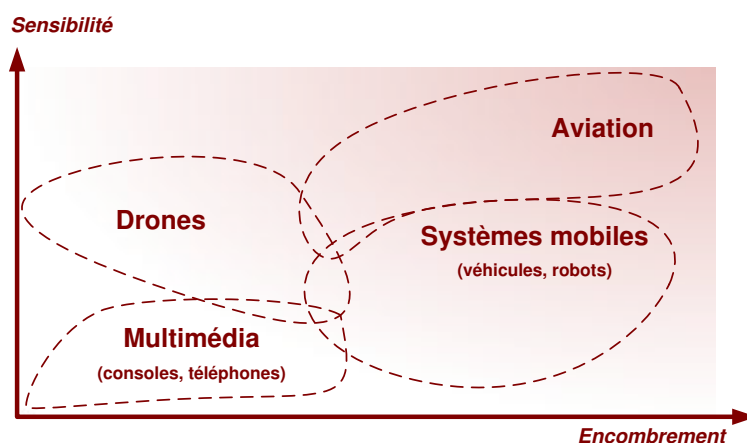 Sensibilité
Aviation
Drones
Systèmes mobiles
(véhicules, robots)
Multimédia
(consoles, téléphones)
Encombrement